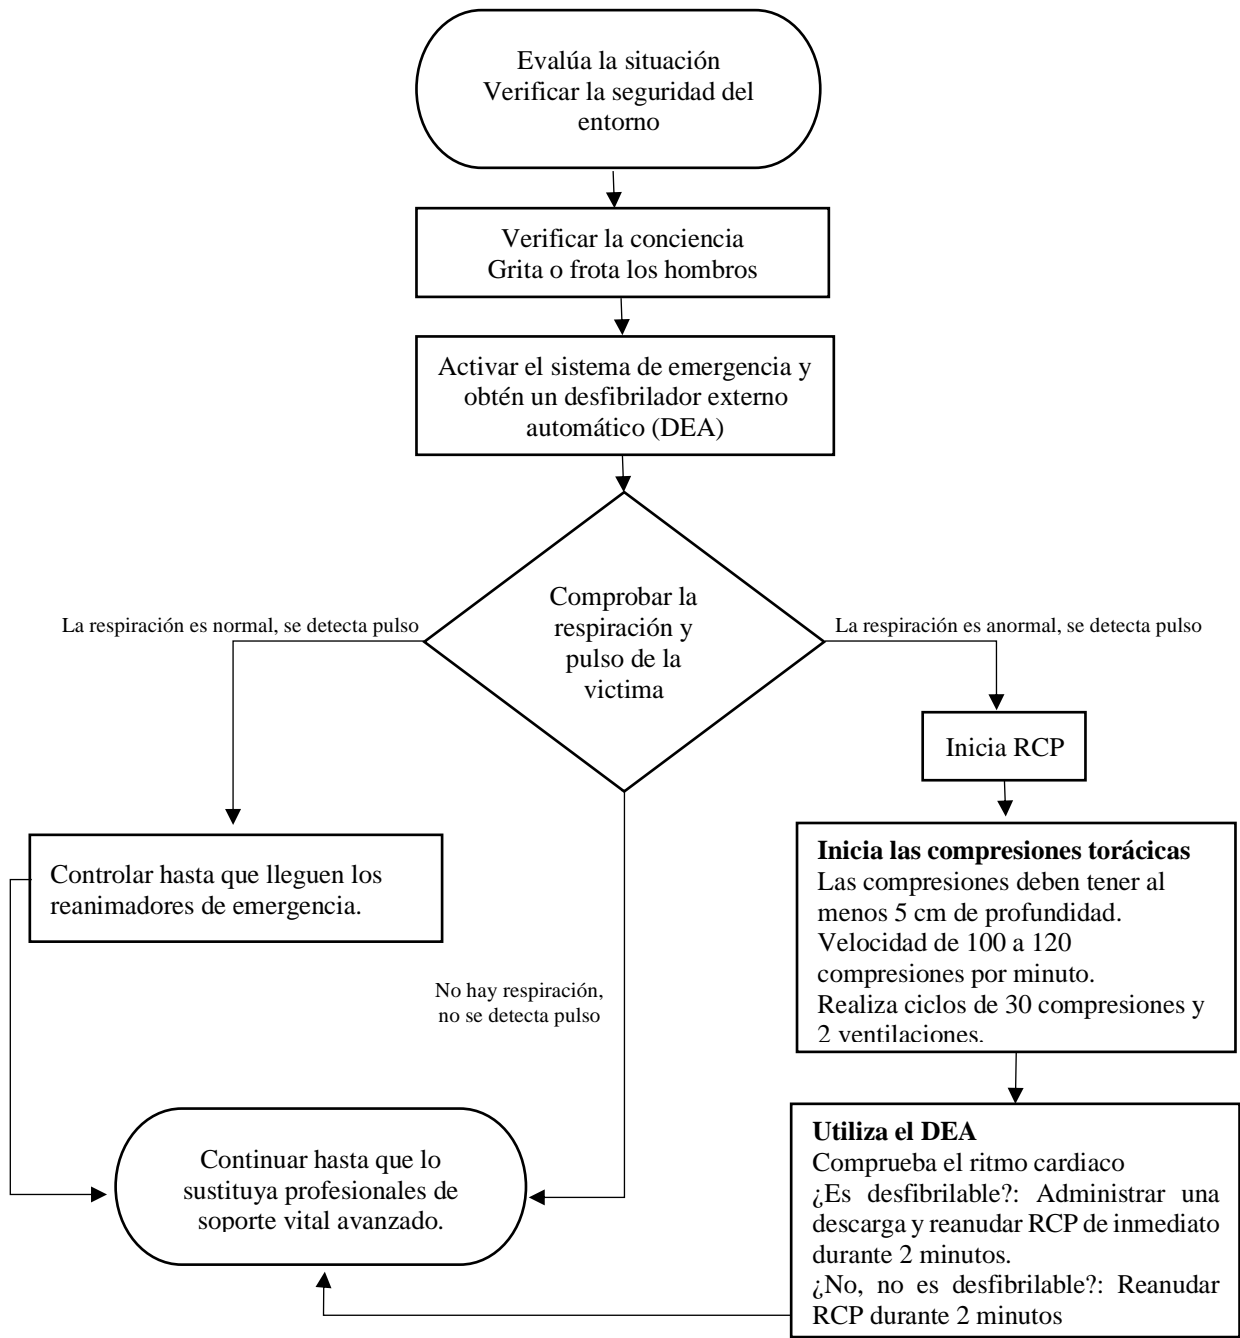 Evalúa la situación
Verificar la seguridad del
entorno
Verificar la conciencia
Grita o frota los hombros
Activar el sistema de emergencia y
obtén un desfibrilador externo
automático (DEA)
Comprobar la
respiración y
pulso de la
victima
La respiración es normal, se detecta pulso
La respiración es anormal, se detecta pulso
Inicia RCP
Controlar hasta que lleguen los
reanimadores de emergencia.
Inicia las compresiones torácicas
Las compresiones deben tener al
menos 5 cm de profundidad.
Velocidad de 100 a 120
compresiones por minuto.
Realiza ciclos de 30 compresiones y
2 ventilaciones.
No hay respiración,
no se detecta pulso
Continuar hasta que lo
sustituya profesionales de
soporte vital avanzado.
Utiliza el DEA
Comprueba el ritmo cardiaco
¿Es desfibrilable?: Administrar una
descarga y reanudar RCP de inmediato
durante 2 minutos.
¿No, no es desfibrilable?: Reanudar
RCP durante 2 minutos